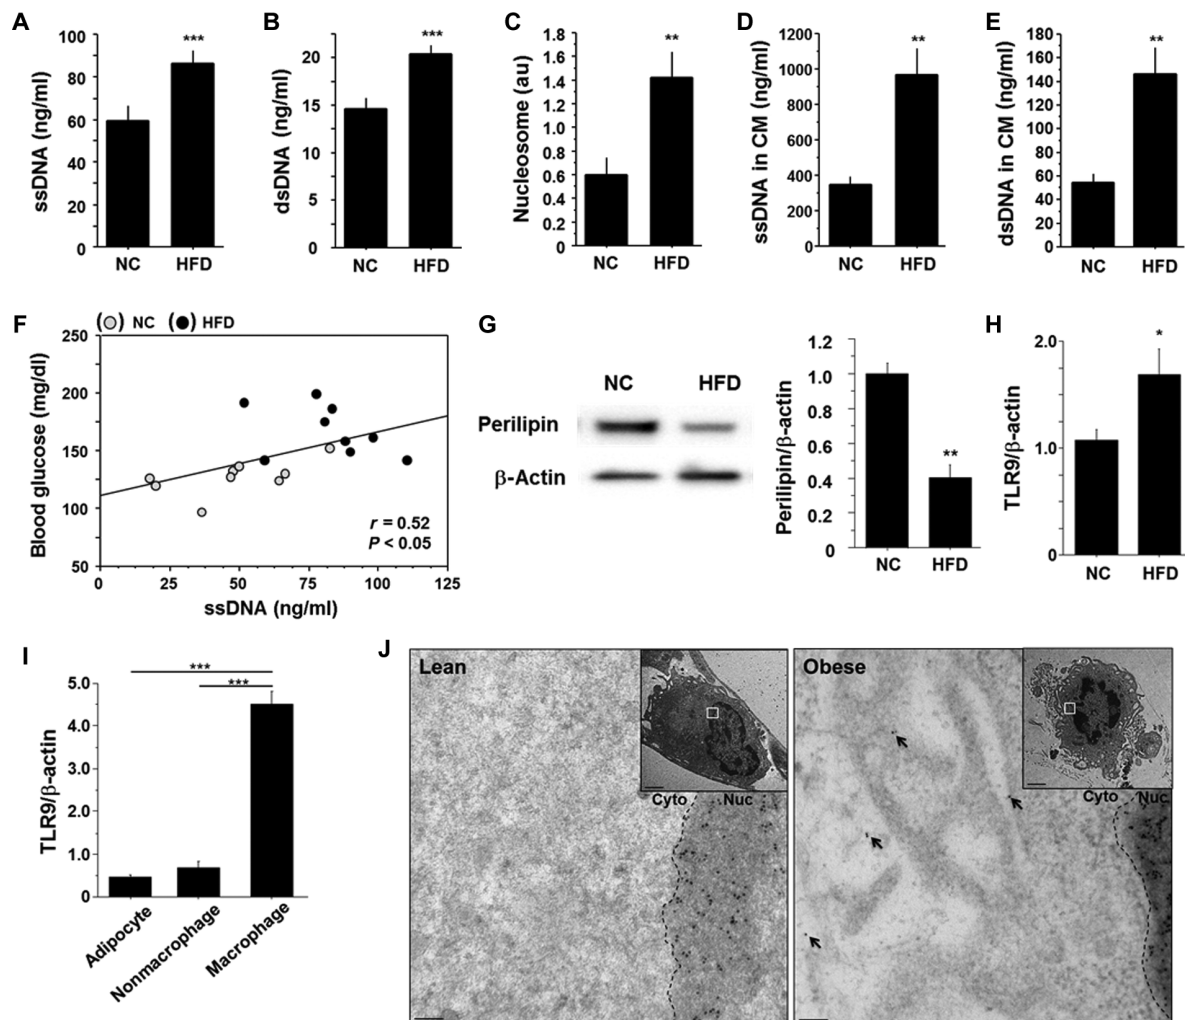 A
ssDNA (ng/ml)
100
80
60
40
20
0
***
NC HFD
B
dsDNA (ng/ml)
20
15
10
5
0
***
NC HFD
C
Nucleosome (au)
1.8
1.6
1.4
1.2
1.0
0.8
0.6
0.4
0.2
0
**
NC HFD
D
ssDNA in CM (ng/ml)
1200
1000
800
600
400
200
0
**
NC HFD
E
dsDNA in CM (ng/ml)
180
160
140
120
100
80
60
40
20
0
**
NC HFD
F
(○) NC (●) HFD
Blood glucose (mg/dl)
250
200
150
100
50
r = 0.52
P < 0.05
0 25 50 75 100 125
ssDNA (ng/ml)
G
NC HFD
Perilipin
β-Actin
Perilipin/β-actin
1.2
1.0
0.8
0.6
0.4
0.2
0
**
NC HFD
H
TLR9/β-actin
2.0
1.0
0
*
NC HFD
I
TLR9/β-actin
5.0
4.0
3.0
2.0
1.0
0
***
***
Adipocyte
Nonmacrophage
Macrophage
J
Lean
Cyto Nuc
Obese
Cyto Nuc